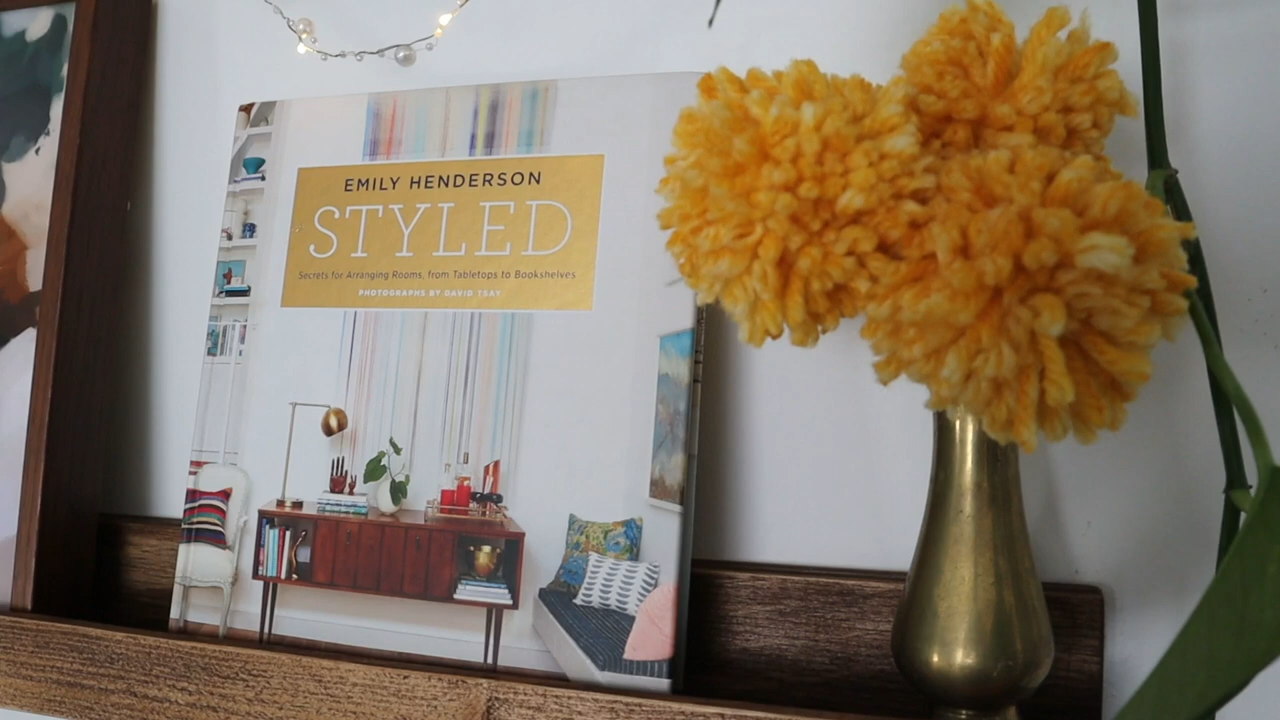 EMILY HENDERSON
STYLED
Secrets for Arranging Rooms, from Tabletops to Bookshelves
PHOTOGRAPHS BY DAVID TSAY